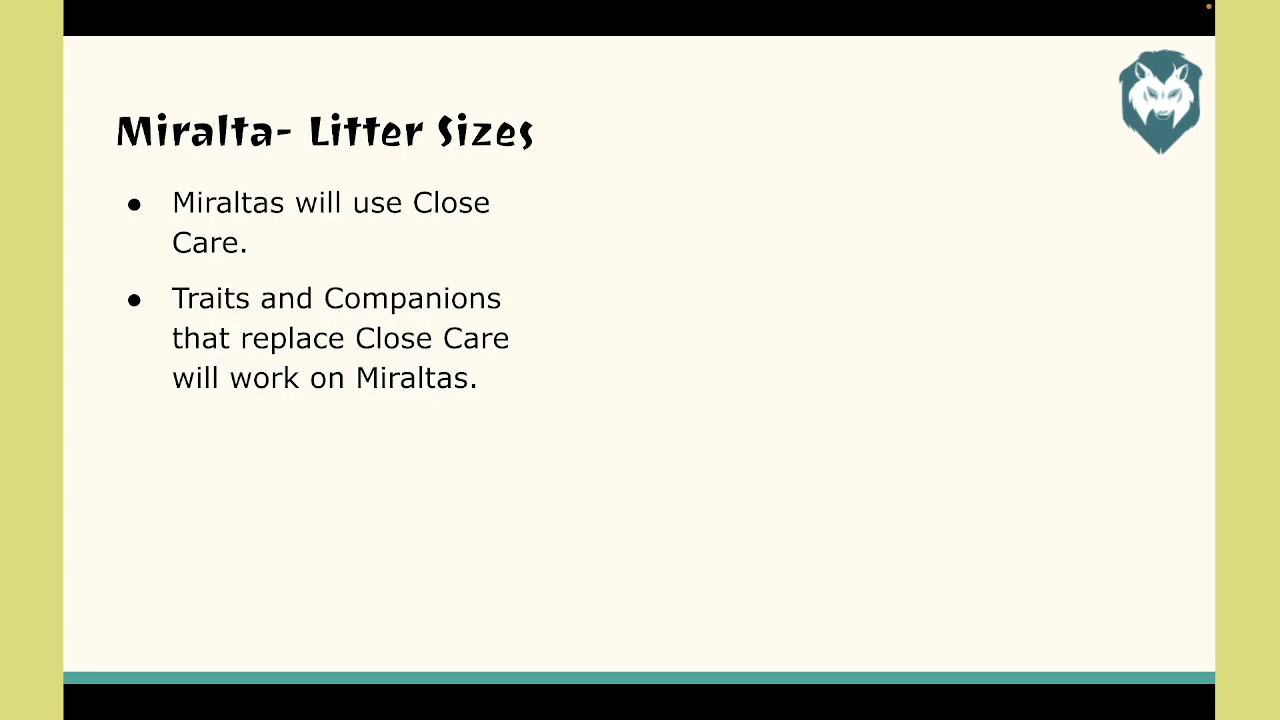 Miralta- Litter Sizes
● Miraltas will use Close
Care.
● Traits and Companions
that replace Close Care
will work on Miraltas.